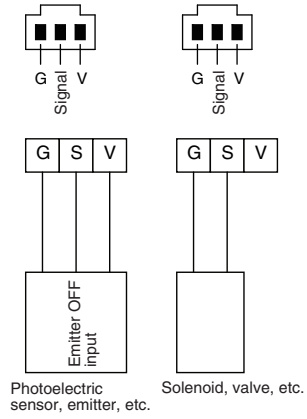 G Signal V
G Signal V
G S V
G S V
Emitter OFF
input
Photoelectric
sensor, emitter, etc.
Solenoid, valve, etc.